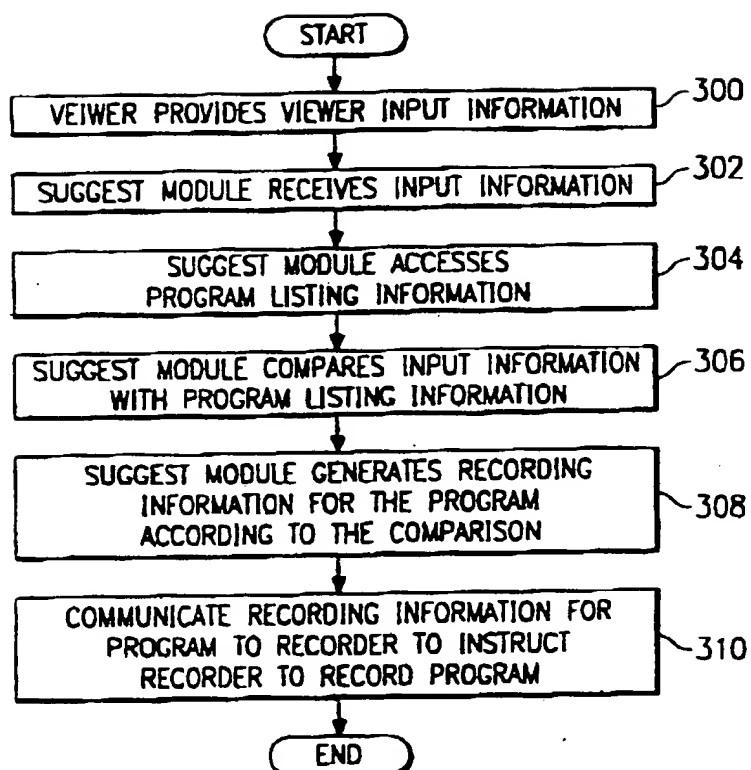 START
VEIWER PROVIDES VIEWER INPUT INFORMATION
300
SUGGEST MODULE RECEIVES INPUT INFORMATION
302
SUGGEST MODULE ACCESSES
PROGRAM LISTING INFORMATION
304
SUGGEST MODULE COMPARES INPUT INFORMATION
WITH PROGRAM LISTING INFORMATION
306
SUGGEST MODULE GENERATES RECORDING
INFORMATION FOR THE PROGRAM
ACCORDING TO THE COMPARISON
308
COMMUNICATE RECORDING INFORMATION FOR
PROGRAM TO RECORDER TO INSTRUCT
RECORDER TO RECORD PROGRAM
310
END